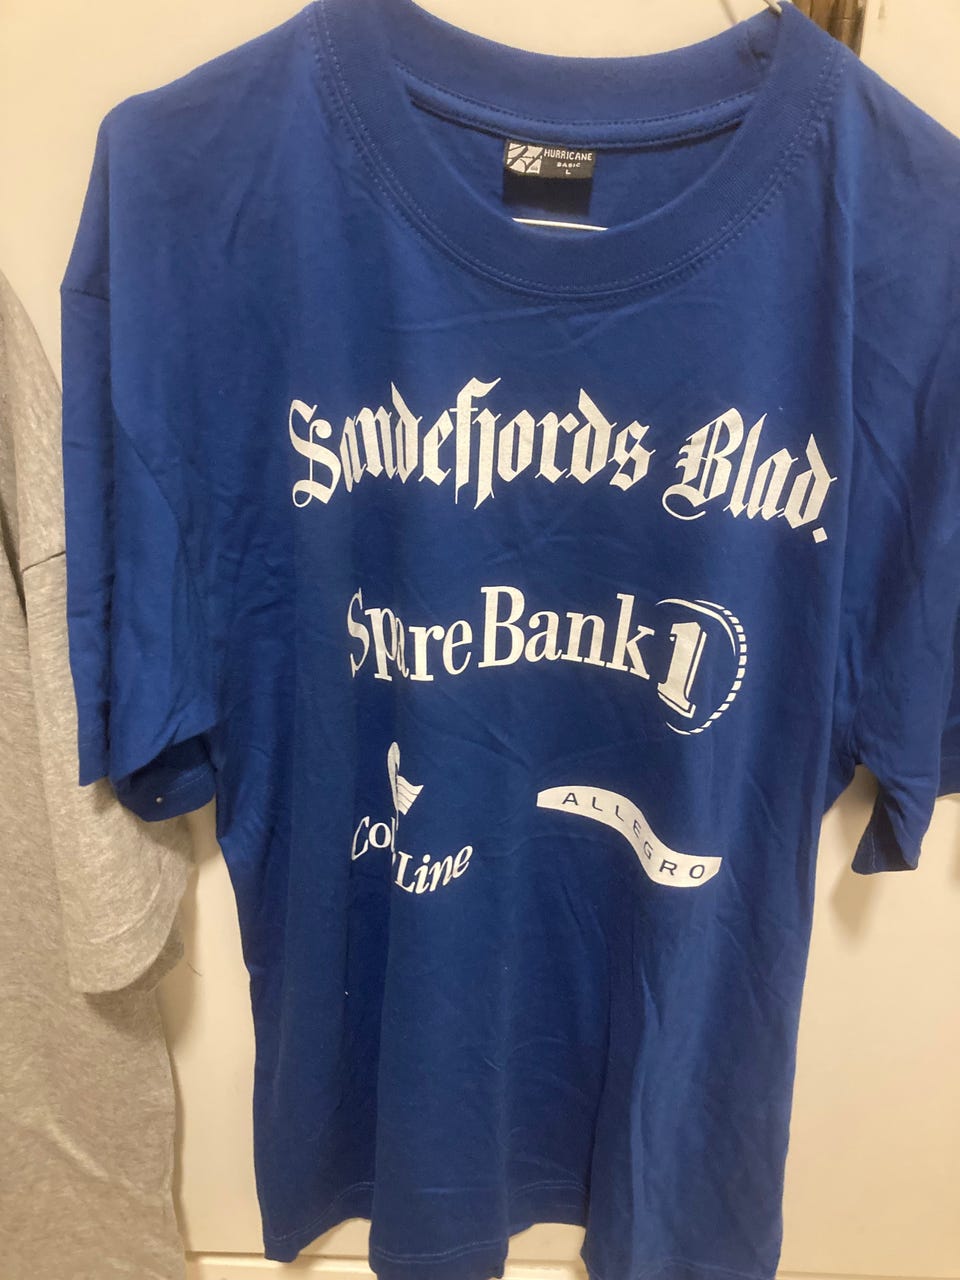 HURRICANE
BASIC
L
Sandefjords Blad.
SpareBank 1
Line
ALLEGRO